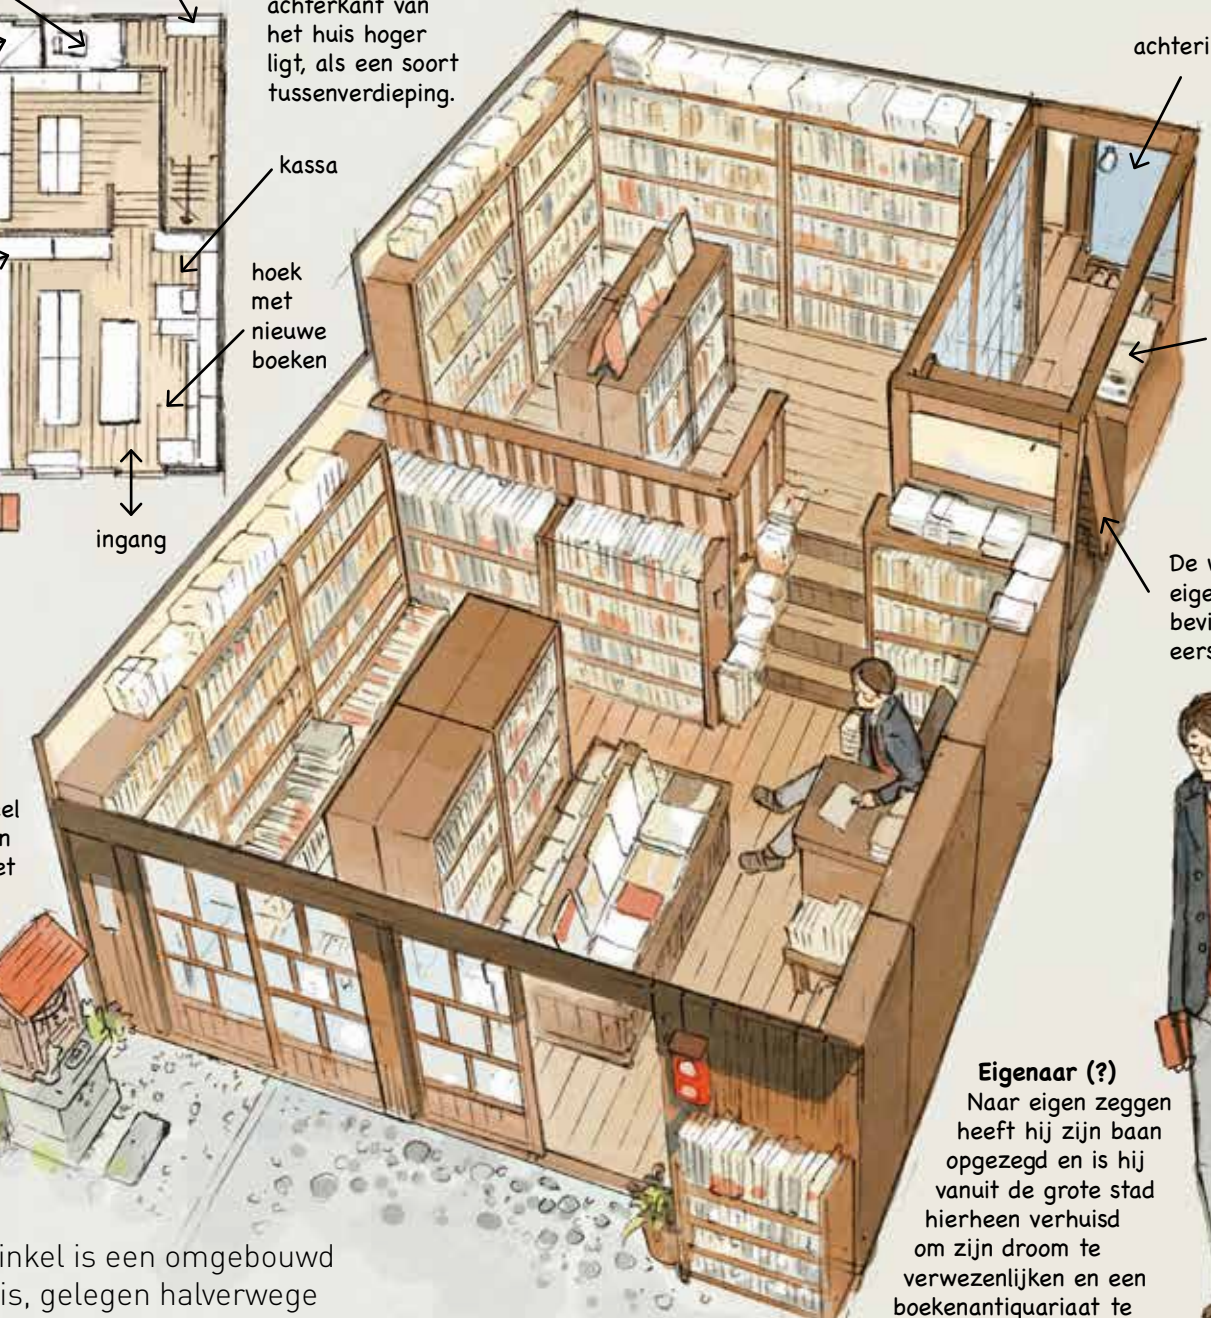 achterkant van
het huis hoger
ligt, als een soort
tussenverdieping.
achteri
kassa
hoek
met
nieuwe
boeken
ingang
De
eige
bevi
eers
el
n
et
Eigenaar (?)
Naar eigen zeggen
heeft hij zijn baan
opgezegd en is hij
vanuit de grote stad
hierheen verhuisd
om zijn droom te
verwezenlijken en een
boekenantiquariaat te
inkel is een omgebouwd
is, gelegen halverwege